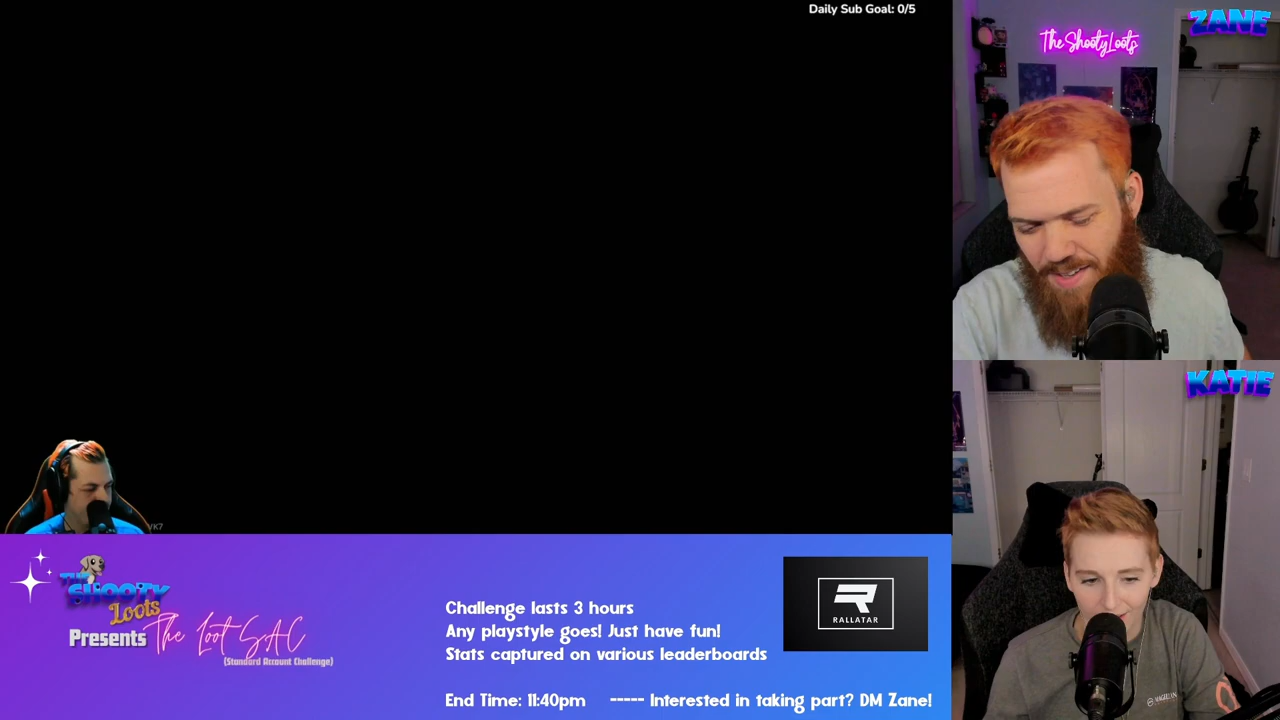 Daily Sub Goal: 0/5
ZANE
TheShootyLoots
KATIE
VK7
THE
SHOOTY
Loots
Presents The Loot SAC
(Standard Account Challenge)
Challenge lasts 3 hours
Any playstyle goes! Just have fun!
Stats captured on various leaderboards
End Time: 11:40pm ----- Interested in taking part? DM Zane!
R
RALLATAR